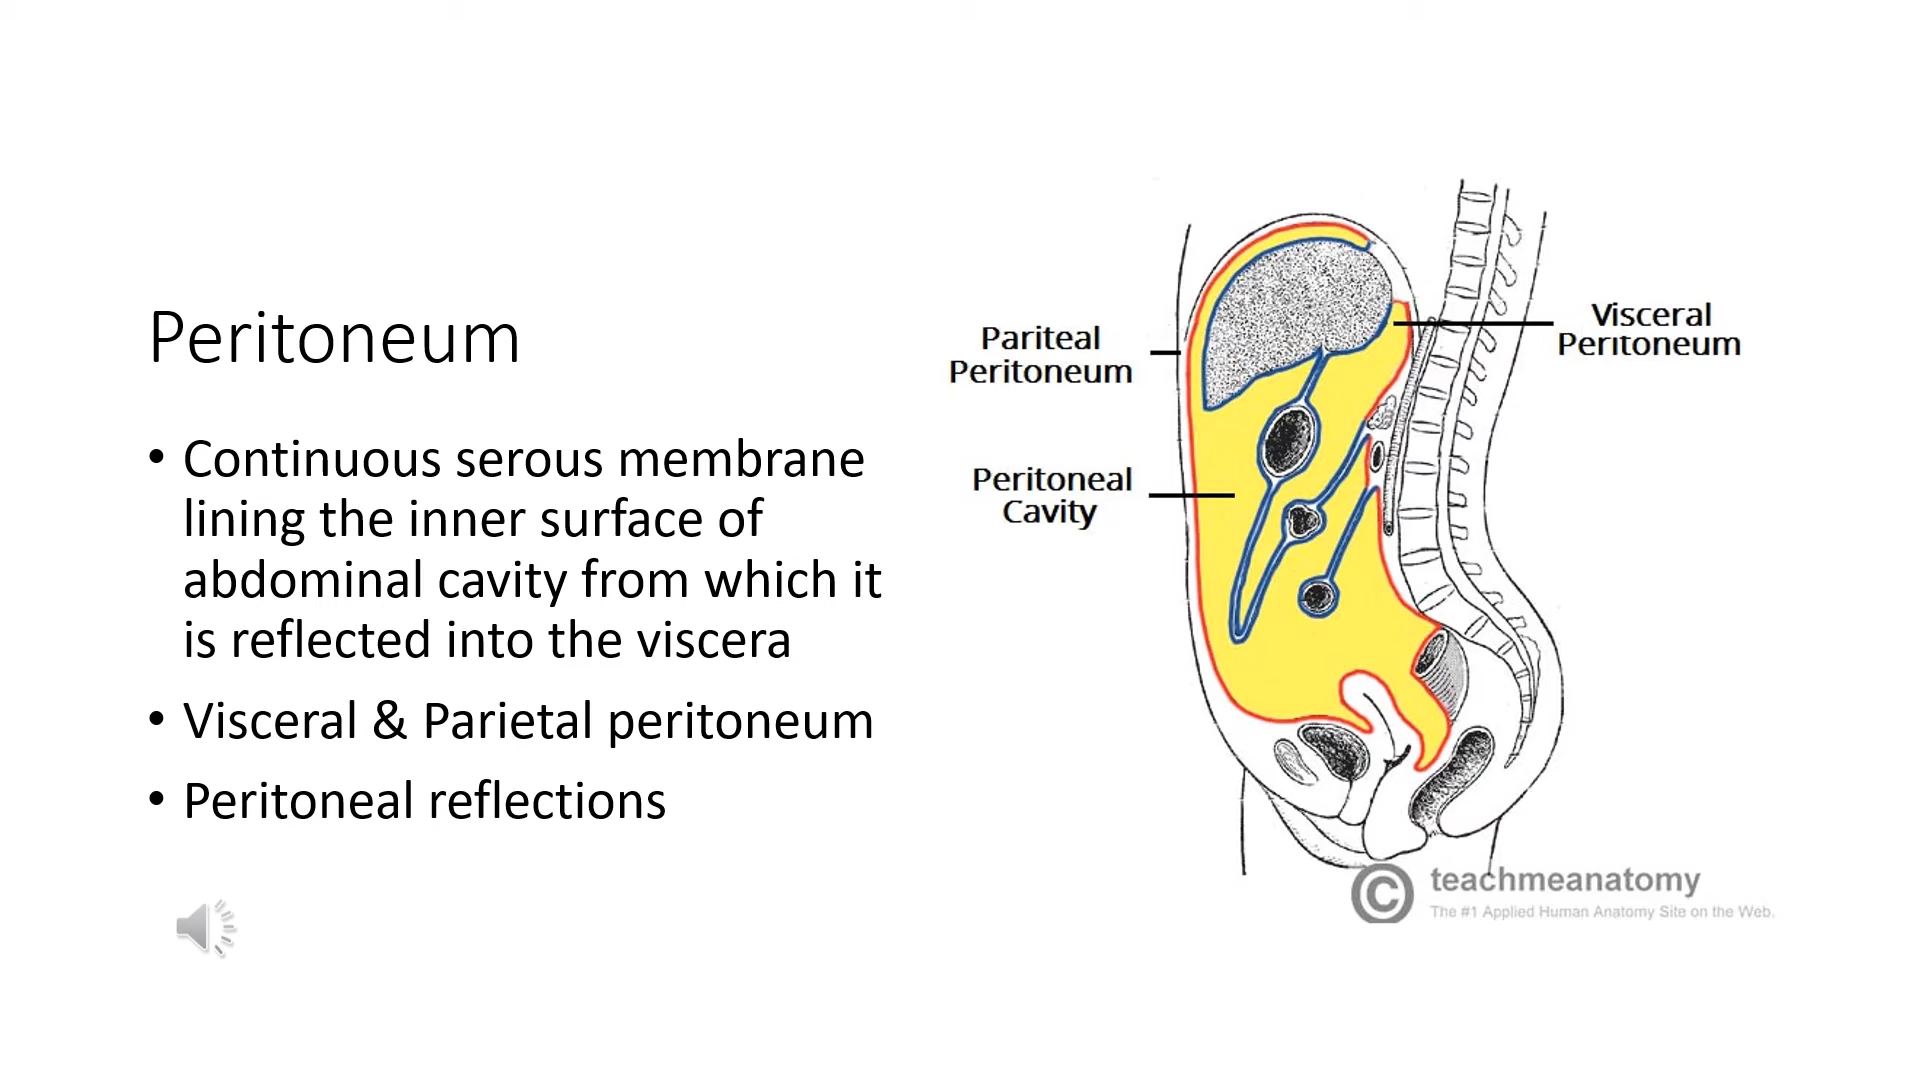 Peritoneum
• Continuous serous membrane
lining the inner surface of
abdominal cavity from which it
is reflected into the viscera
• Visceral & Parietal peritoneum
• Peritoneal reflections
Pariteal
Peritoneum
Peritoneal
Cavity
Visceral
Peritoneum
© teachmeanatomy
The #1 Applied Human Anatomy Site on the Web.